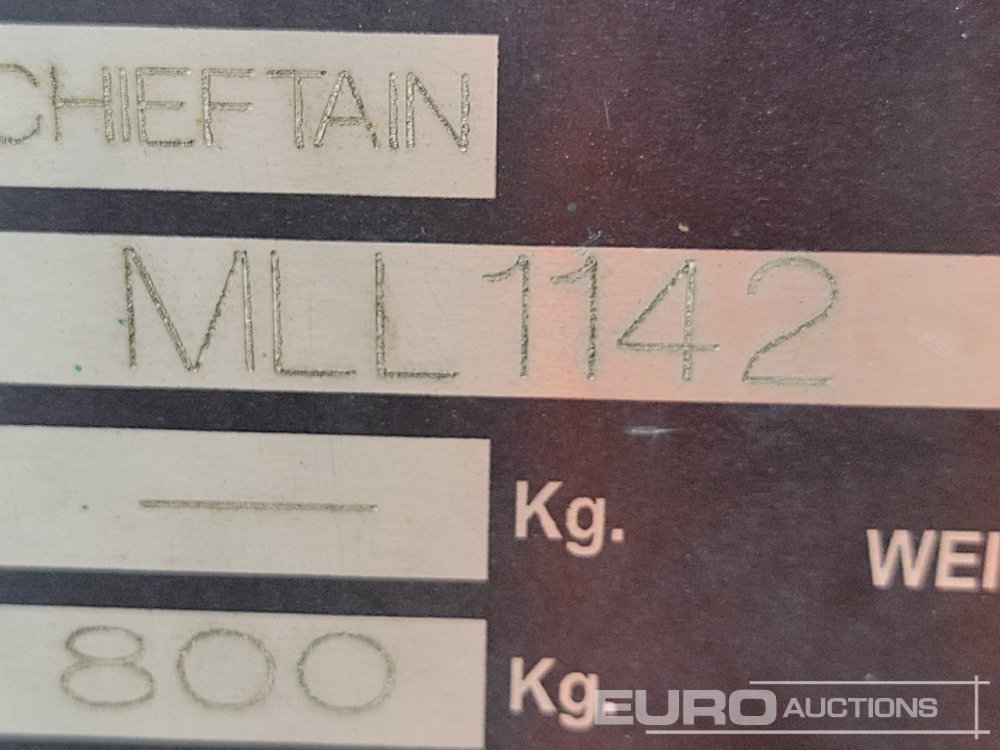 CHIEFTAIN
MLL1142
— Kg.
WEI
800 Kg.
EURO AUCTIONS